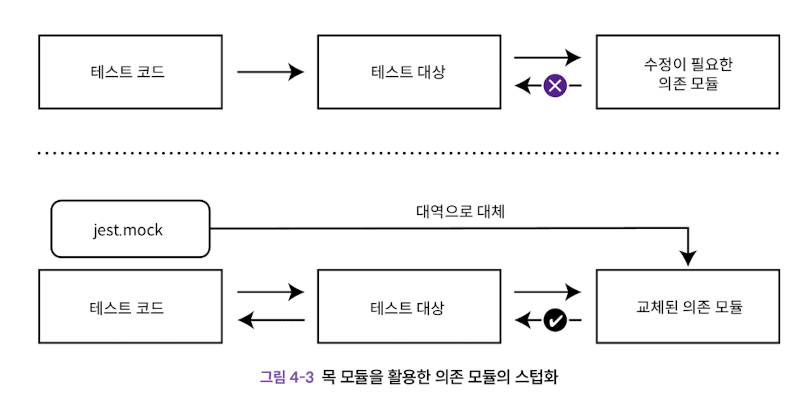 테스트 코드
테스트 대상
수정이 필요한
의존 모듈
jest.mock
대역으로 대체
테스트 코드
테스트 대상
교체된 의존 모듈
그림 4-3 목 모듈을 활용한 의존 모듈의 스텁화